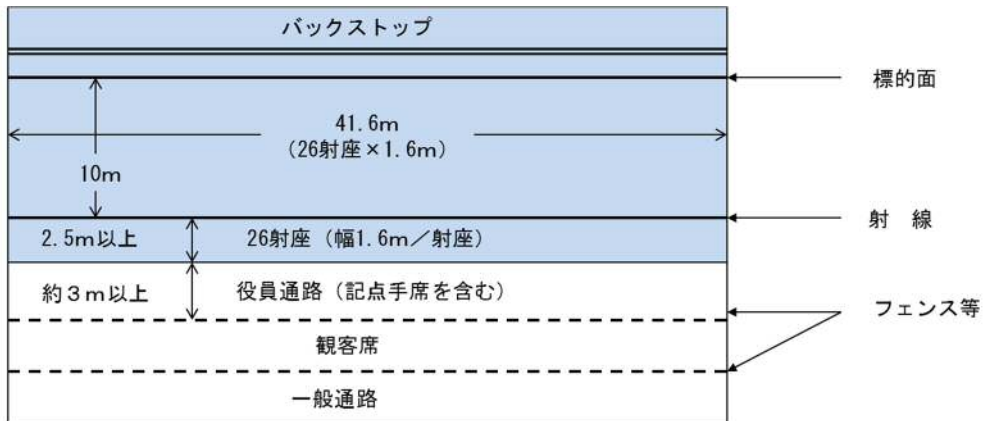 バックストップ
標的面
41.6m
（26射座×1.6m）
10m
射　線
2.5m以上
26射座（幅1.6m／射座）
約３ｍ以上
役員通路（記点手席を含む）
フェンス等
観客席
一般通路